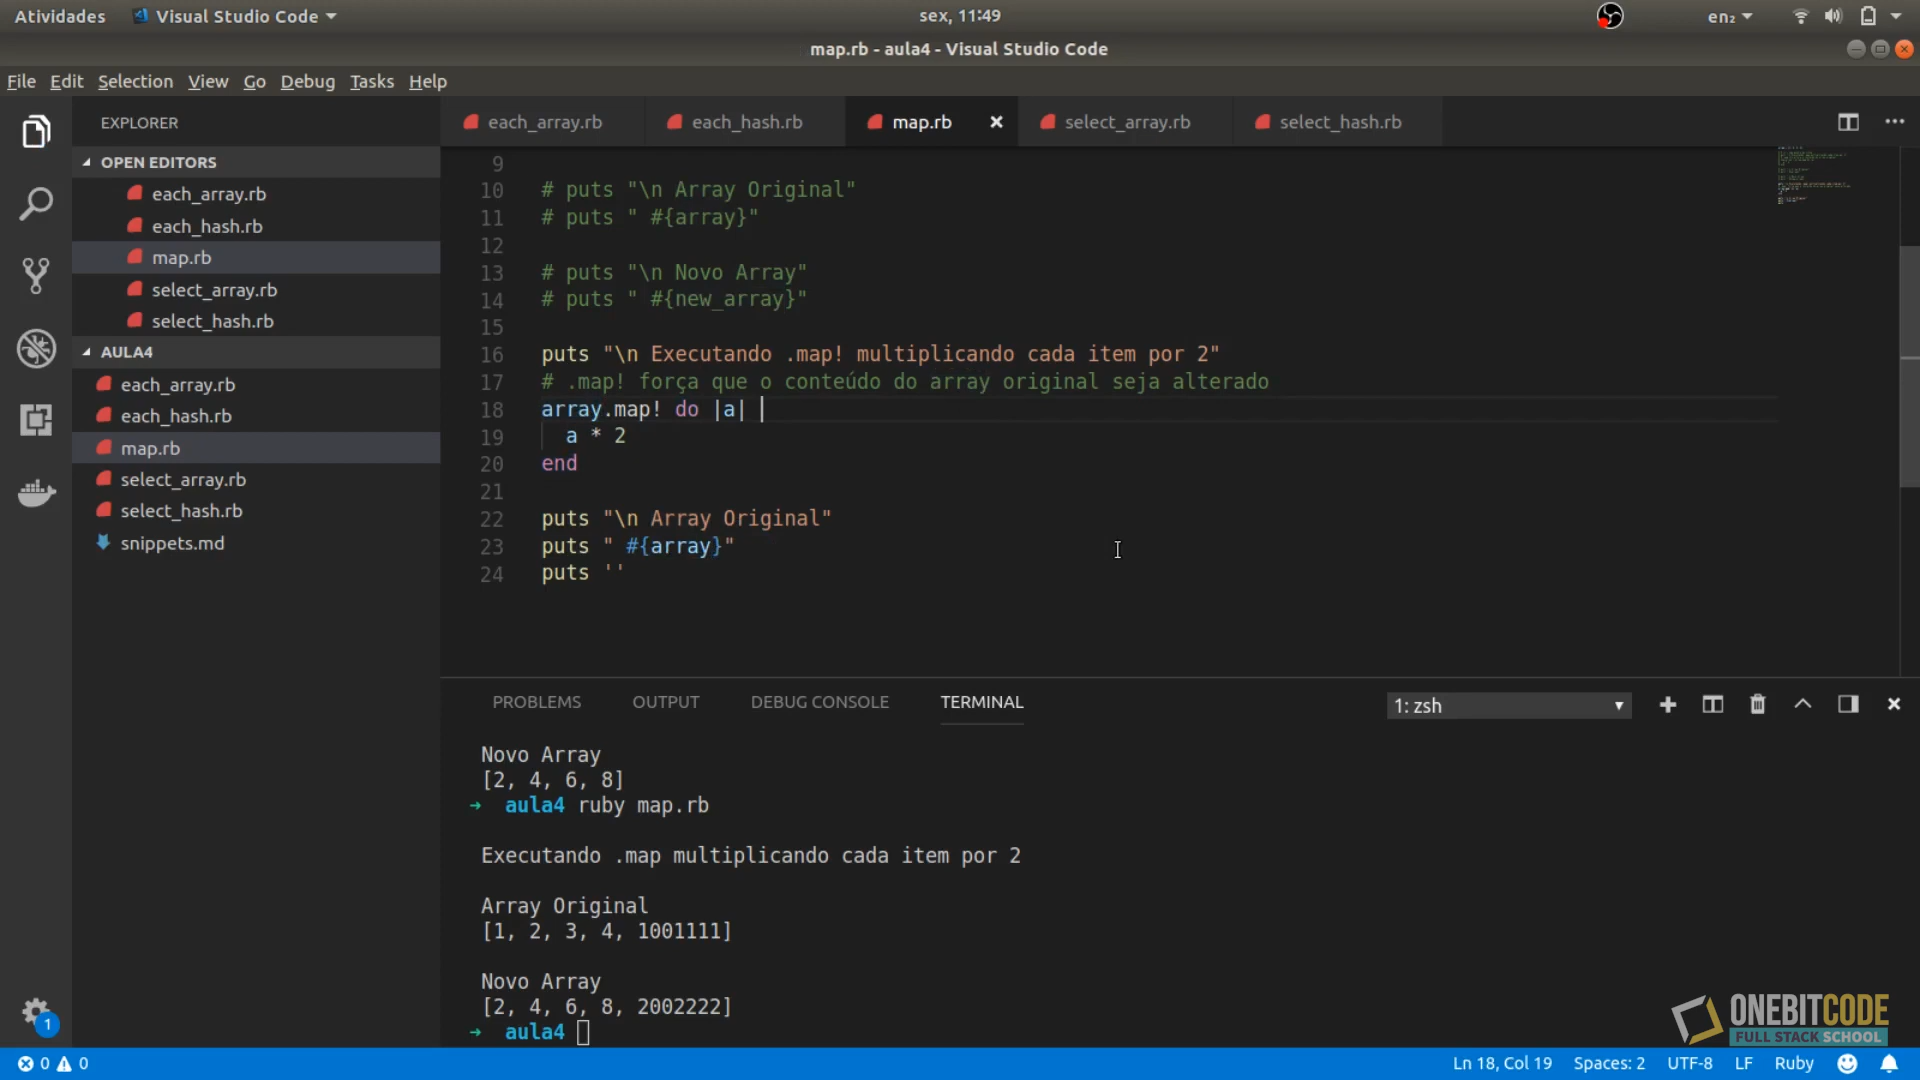 Atividades
Visual Studio Code
sex, 11:49
en₂
map.rb - aula4 - Visual Studio Code
File Edit Selection View Go Debug Tasks Help
EXPLORER
OPEN EDITORS
each_array.rb
each_hash.rb
map.rb
select_array.rb
select_hash.rb
AULA4
each_array.rb
each_hash.rb
map.rb
select_array.rb
select_hash.rb
snippets.md
each_array.rb
each_hash.rb
map.rb
select_array.rb
select_hash.rb
9
10 # puts "\n Array Original"
11 # puts " #{array}"
12
13 # puts "\n Novo Array"
14 # puts " #{new_array}"
15
16 puts "\n Executando .map! multiplicando cada item por 2"
17 # .map! força que o conteúdo do array original seja alterado
18 array.map! do |a|
19 a * 2
20 end
21
22 puts "\n Array Original"
23 puts " #{array}"
24 puts ''
PROBLEMS OUTPUT DEBUG CONSOLE TERMINAL
1: zsh
Novo Array
[2, 4, 6, 8]
→ aula4 ruby map.rb
Executando .map multiplicando cada item por 2
Array Original
[1, 2, 3, 4, 1001111]
Novo Array
[2, 4, 6, 8, 2002222]
→ aula4
ONEBITCODE
FULL STACK SCHOOL
1
0 0
Ln 18, Col 19
Spaces: 2
UTF-8
LF
Ruby